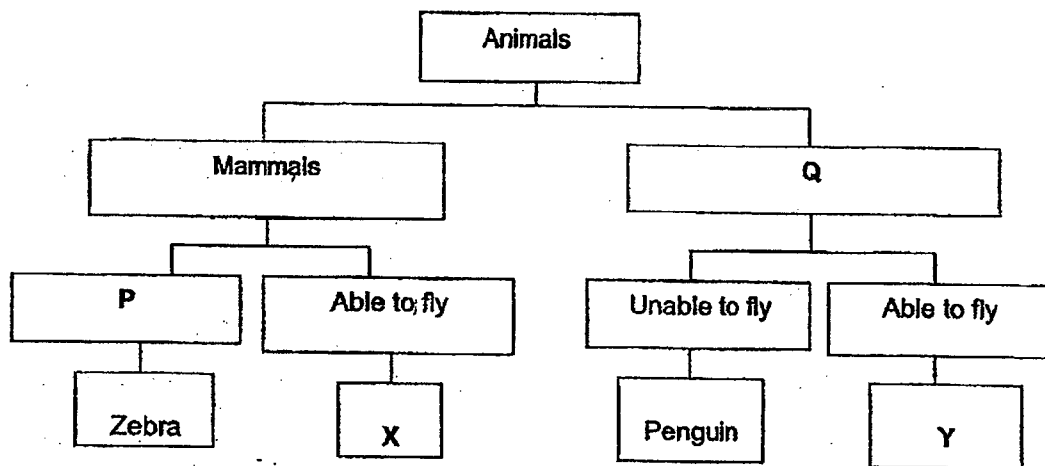 Animals
Mammals
Q
P
Able to fly
Unable to fly
Able to fly
Zebra
X
Penguin
Y